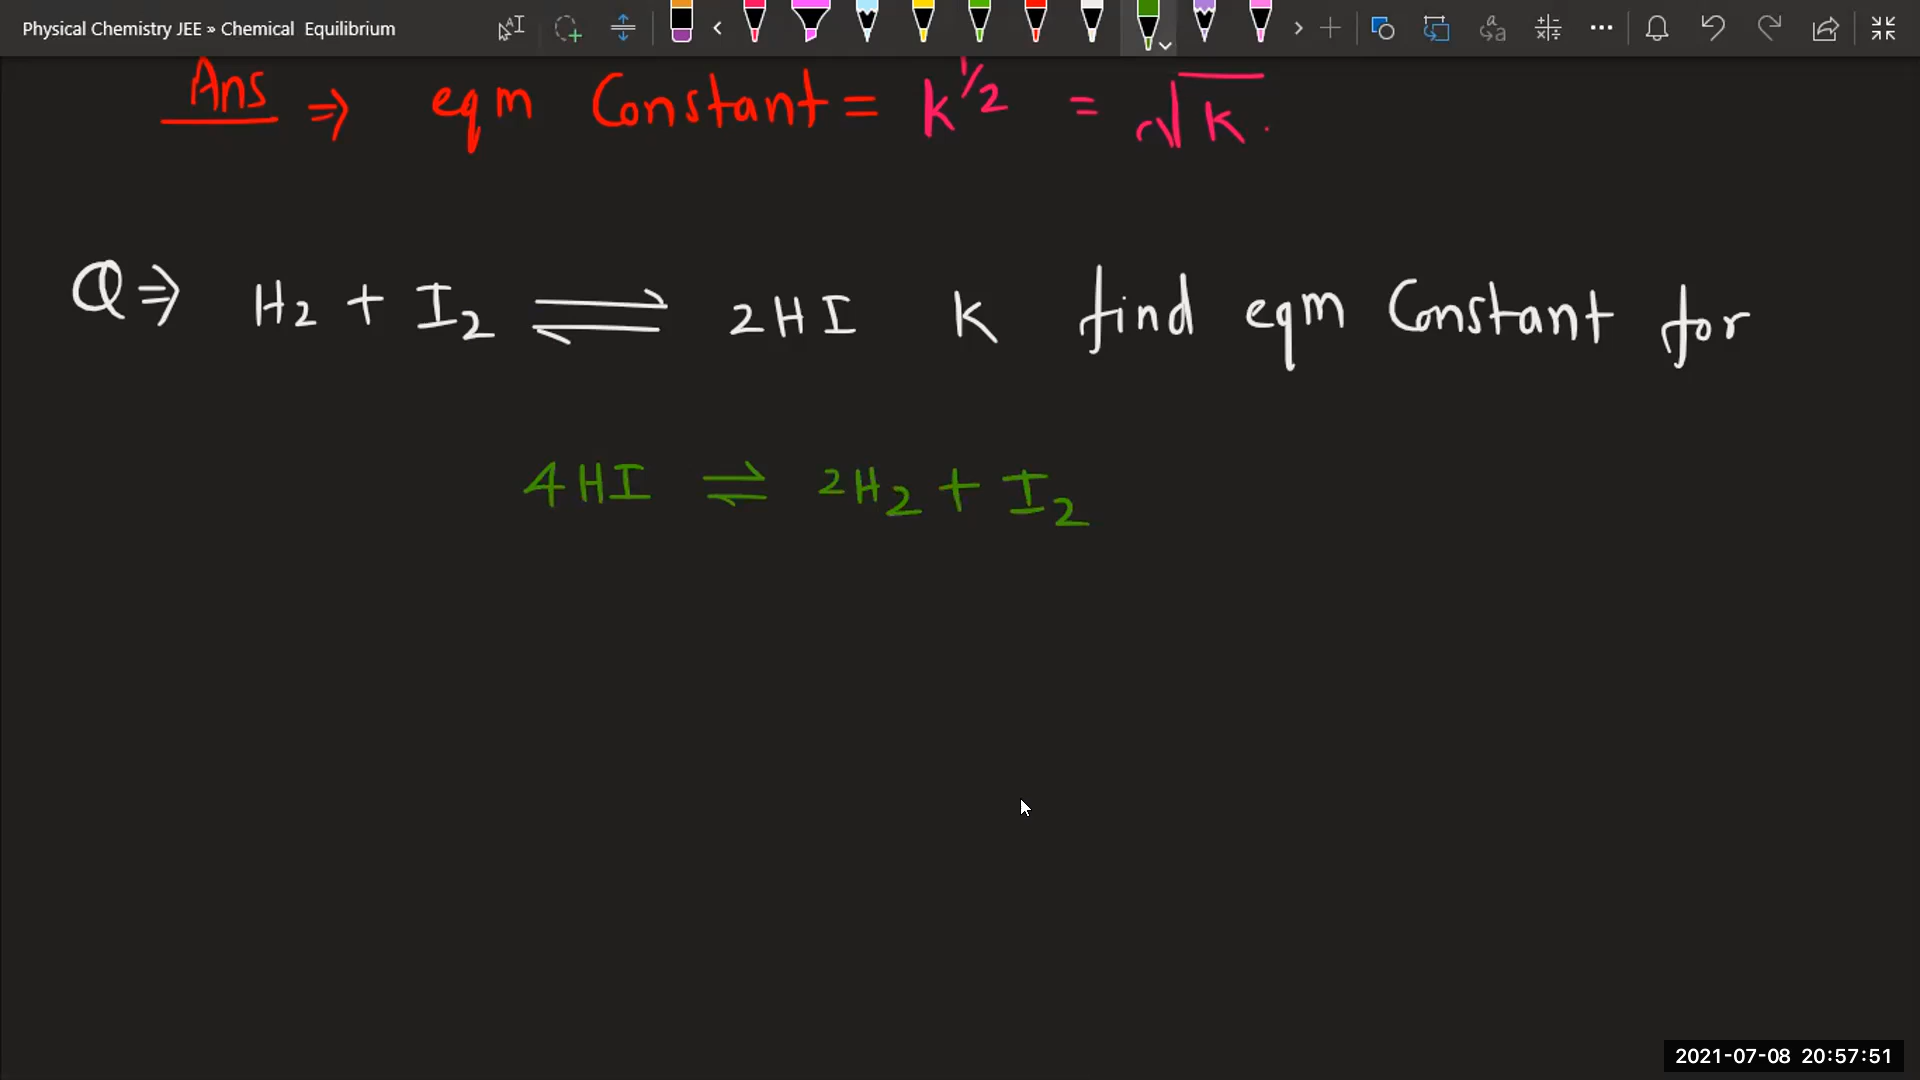 Physical Chemistry JEE » Chemical Equilibrium
Ans ⇒ eqm Constant = K^1/2 = √K.
Q ⇒ H2 + I2 ⇌ 2HI K find eqm Constant for
4HI ⇌ 2H2 + I2
2021-07-08 20:57:51